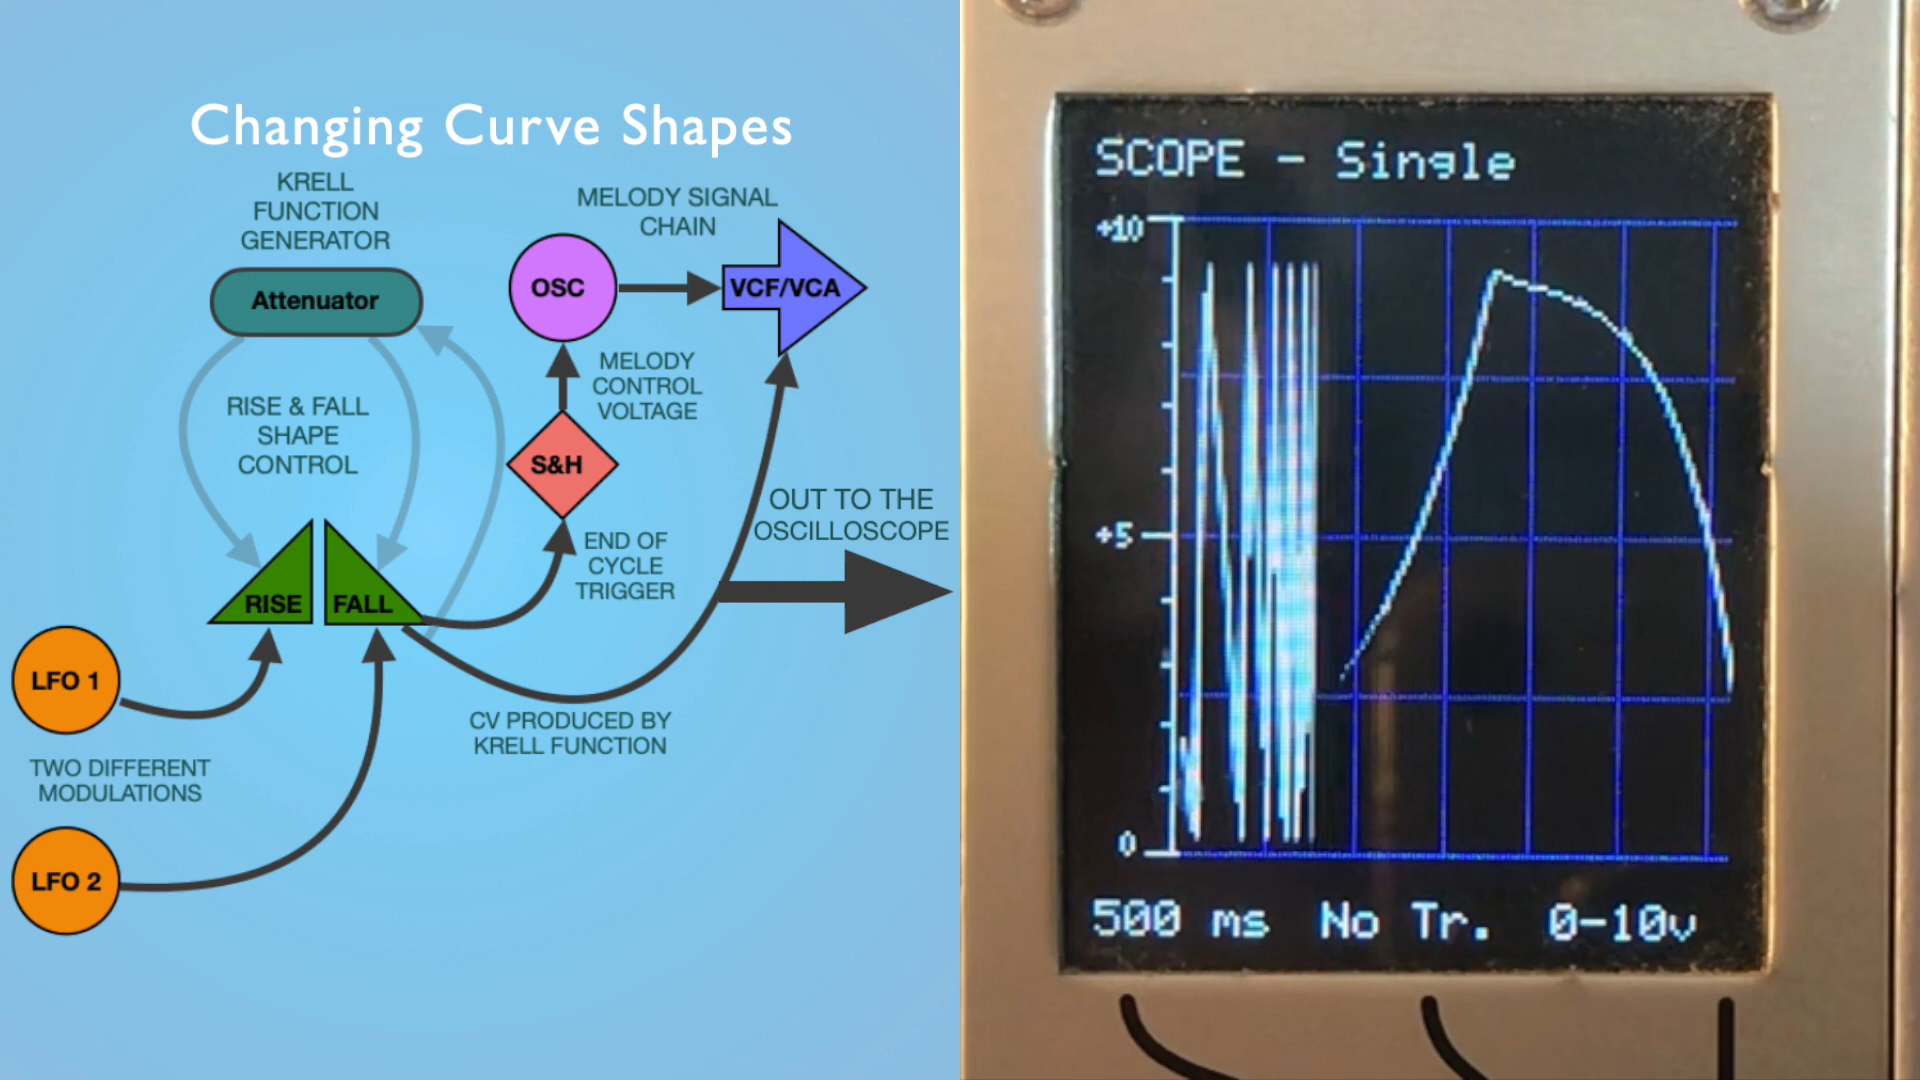 Changing Curve Shapes
KRELL
FUNCTION
GENERATOR
Attenuator
RISE & FALL
SHAPE
CONTROL
RISE
FALL
LFO 1
TWO DIFFERENT
MODULATIONS
LFO 2
MELODY SIGNAL
CHAIN
OSC
VCF/VCA
MELODY
CONTROL
VOLTAGE
S&H
END OF
CYCLE
TRIGGER
CV PRODUCED BY
KRELL FUNCTION
OUT TO THE
OSCILLOSCOPE
SCOPE - Single
+10
+5
0
500 ms No Tr. 0-10v